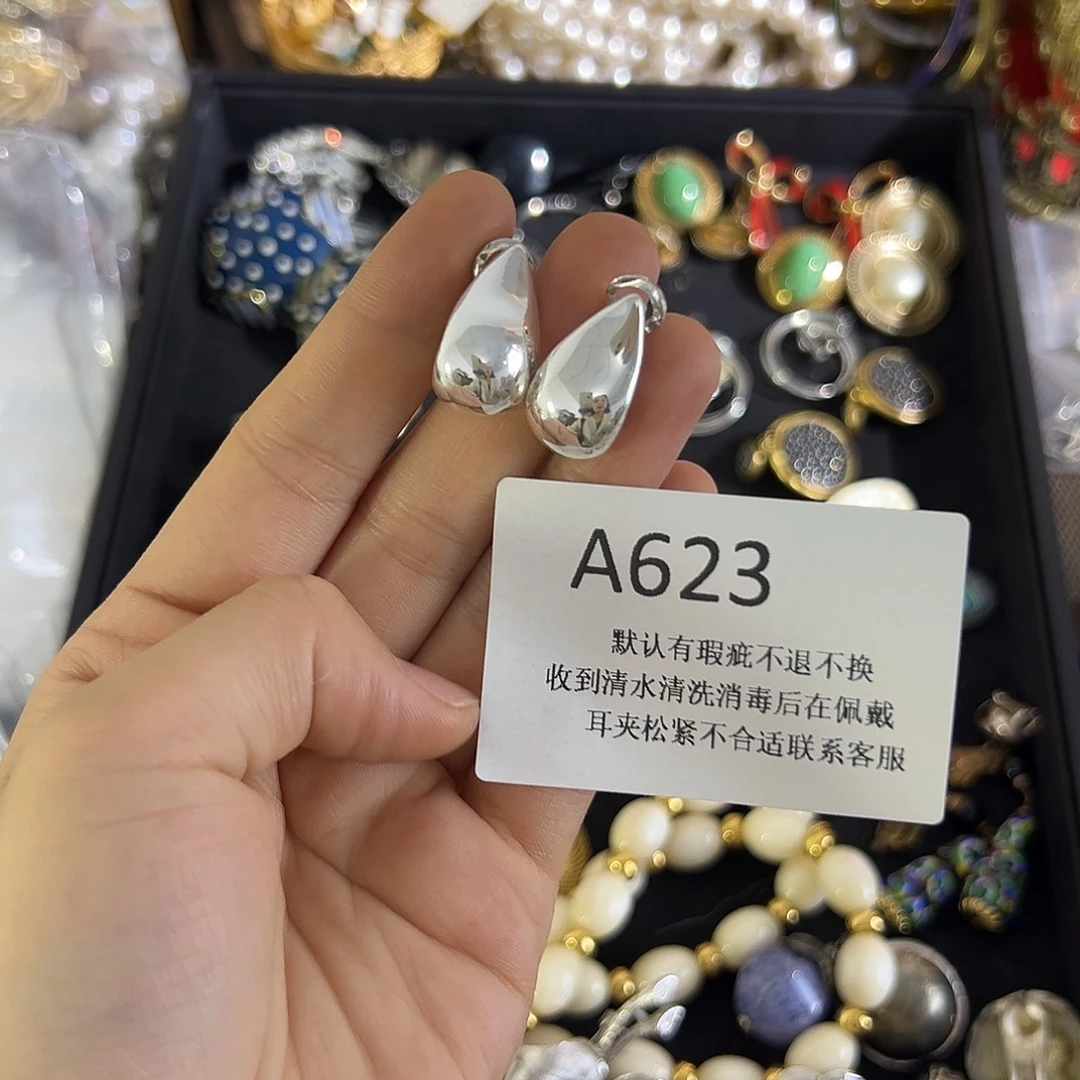 A623
默认有瑕疵不退不换
收到清水清洗消毒后在佩戴
耳夹松紧不合适联系客服